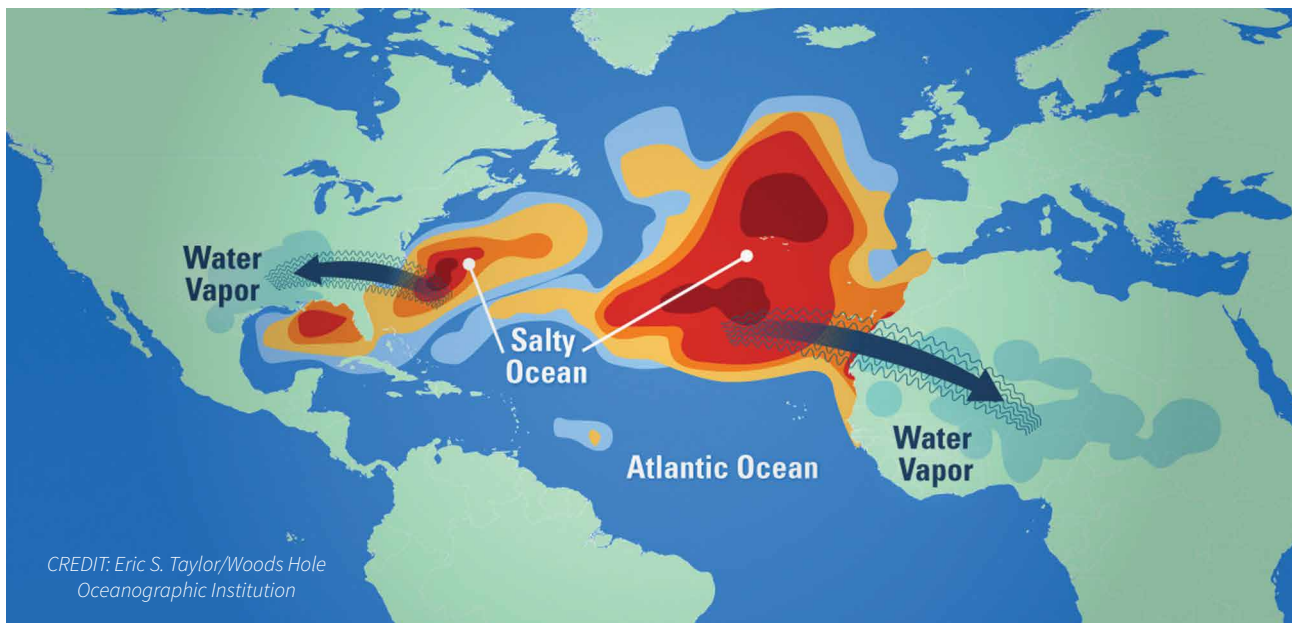 Water
Vapor
Salty
Ocean
Water
Vapor
Atlantic Ocean
CREDIT: Eric S. Taylor/Woods Hole
Oceanographic Institution